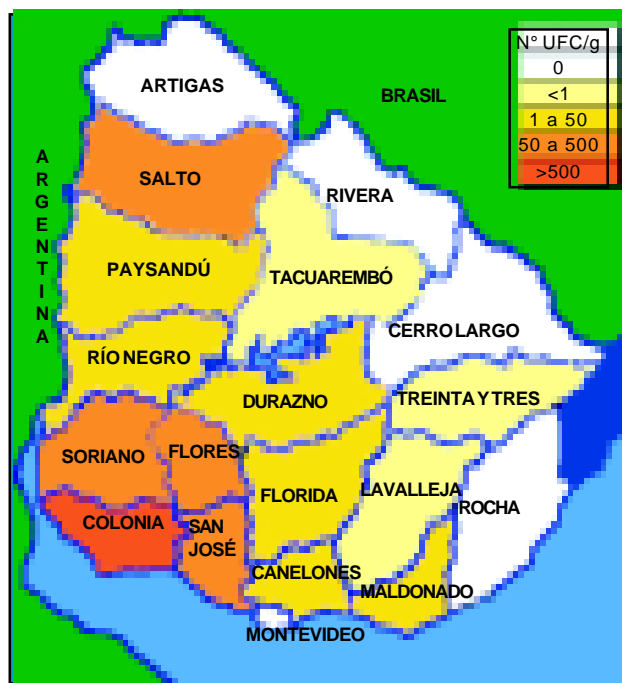 N° UFC/g
0
<1
1 a 50
50 a 500
>500
BRASIL
ARGENTINA
ARTIGAS
SALTO
RIVERA
PAYSANDÚ
TACUAREMBÓ
CERRO LARGO
RÍO NEGRO
DURAZNO
TREINTA Y TRES
SORIANO
FLORES
FLORIDA
LAVALLEJA
ROCHA
COLONIA
SAN
JOSÉ
CANELONES
MALDONADO
MONTEVIDEO